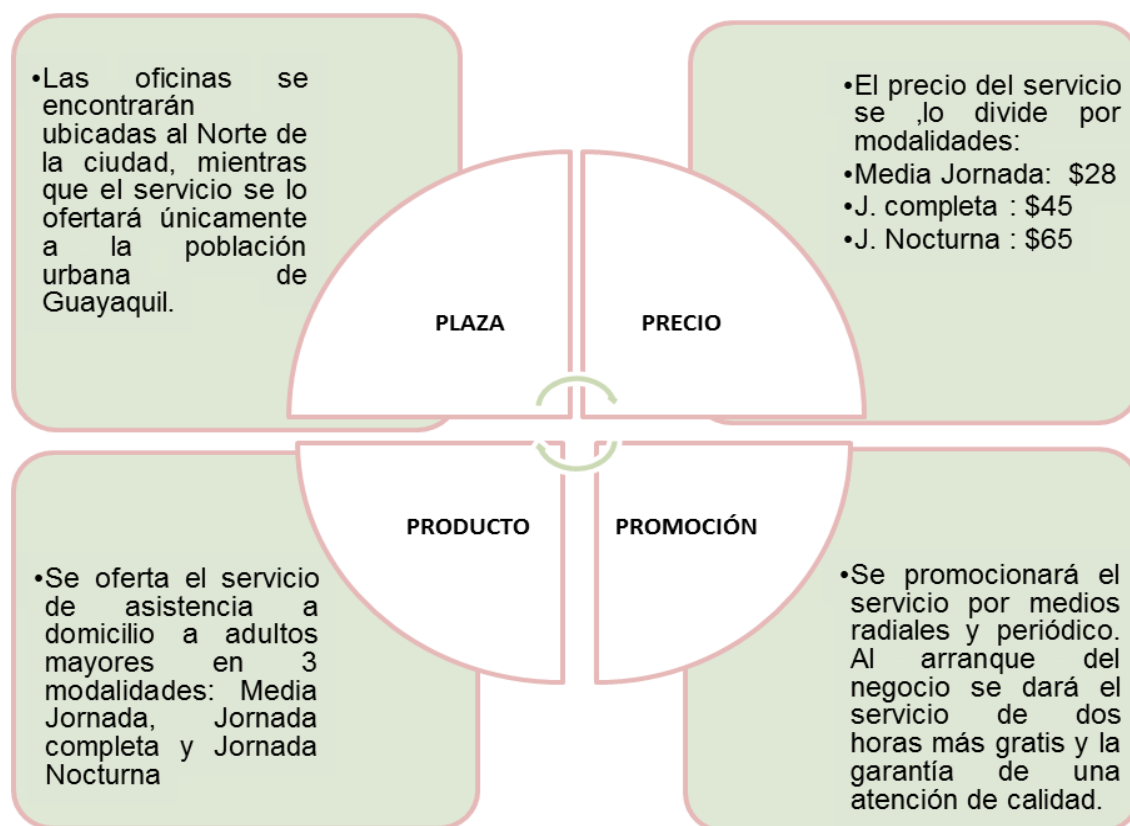 •Las oficinas se
encontrarán
ubicadas al Norte de
la ciudad, mientras
que el servicio se lo
ofertará únicamente
a la población
urbana de
Guayaquil.
PLAZA
•El precio del servicio
se ,lo divide por
modalidades:
•Media Jornada: $28
•J. completa : $45
•J. Nocturna : $65
PRECIO
PRODUCTO
•Se oferta el servicio
de asistencia a
domicilio a adultos
mayores en 3
modalidades: Media
Jornada, Jornada
completa y Jornada
Nocturna
PROMOCIÓN
•Se promocionará el
servicio por medios
radiales y periódico.
Al arranque del
negocio se dará el
servicio de dos
horas más gratis y la
garantía de una
atención de calidad.